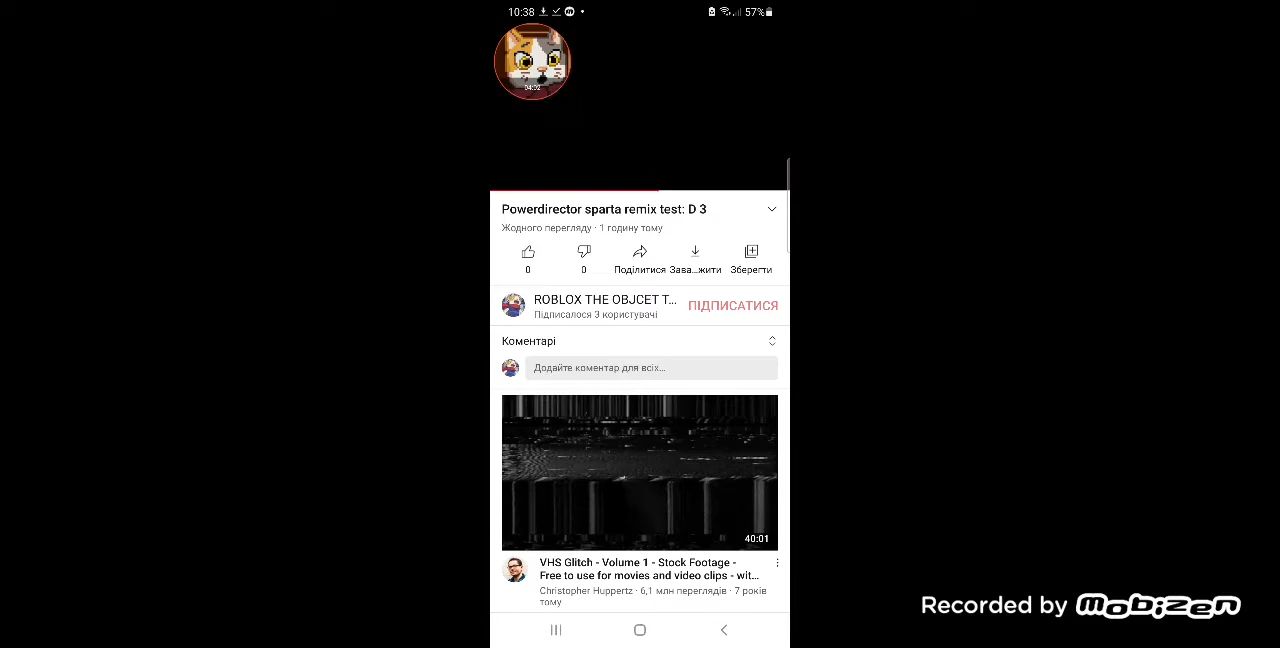 10:38
57%
04:02
Powerdirector sparta remix test: D 3
Жодного перегляду · 1 годину тому
0
0
Поділитися
Зава...жити
Зберегти
ROBLOX THE OBJCET T...
Підписалося 3 користувачі
ПІДПИСАТИСЯ
Коментарі
Додайте коментар для всіх...
40:01
VHS Glitch - Volume 1 - Stock Footage -
Free to use for movies and video clips - wit...
Christopher Huppertz · 6,1 млн переглядів · 7 років
тому
Recorded by mobizen